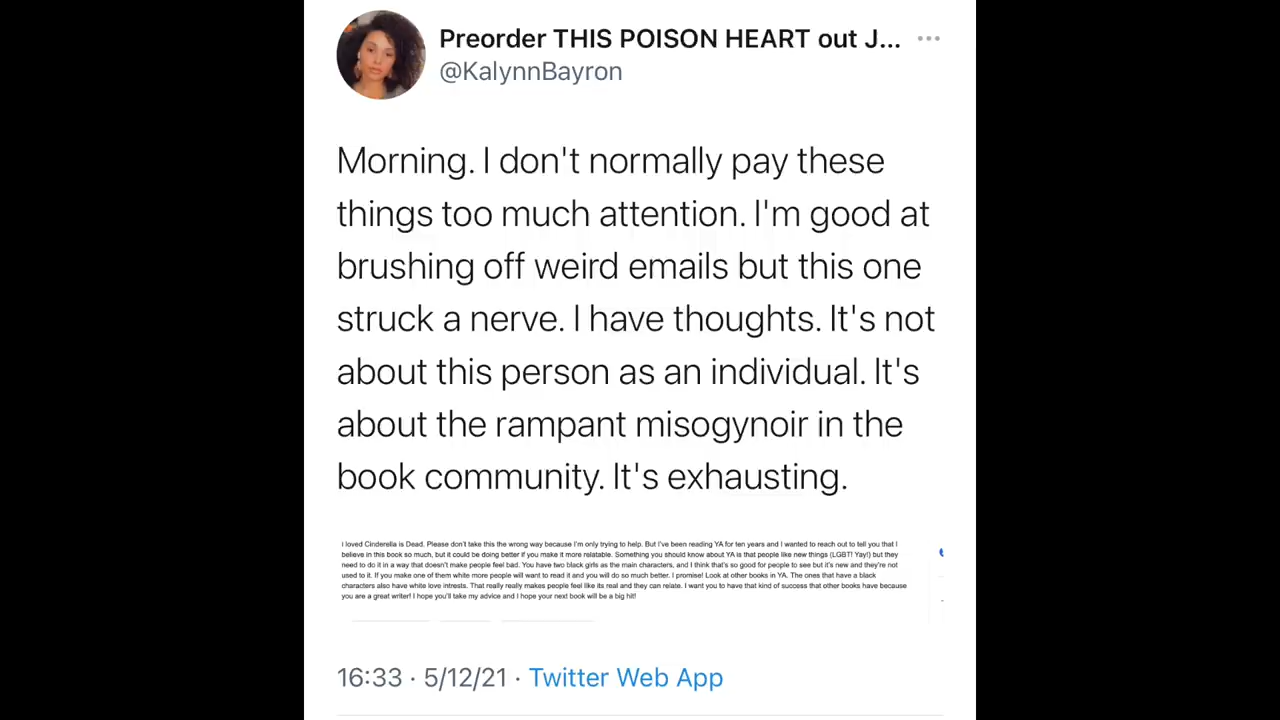 Preorder THIS POISON HEART out J...
@KalynnBayron
Morning. I don't normally pay these
things too much attention. I'm good at
brushing off weird emails but this one
struck a nerve. I have thoughts. It's not
about this person as an individual. It's
about the rampant misogynoir in the
book community. It's exhausting.
I loved Cinderella is Dead. Please don't take this the wrong way because I'm only trying to help. But I've been reading YA for ten years and I wanted to reach out to tell you that I
believe in this book so much, but it could be doing better if you make it more relatable. Something you should know about YA is that people like new things (LGBT! Yay!) but they
need to do it in a way that doesn't make people feel bad. You have two black girls as the main characters, and I think that's so good for people to see but it's new and they're not
used to it. If you make one of them white more people will want to read it and you will do so much better. I promise! Look at other books in YA. The ones that have a black
characters also have white love intrests. That really really makes people feel like its real and they can relate. I want you to have that kind of success that other books have because
you are a great writer! I hope you'll take my advice and I hope your next book will be a big hit!
16:33 · 5/12/21 · Twitter Web App